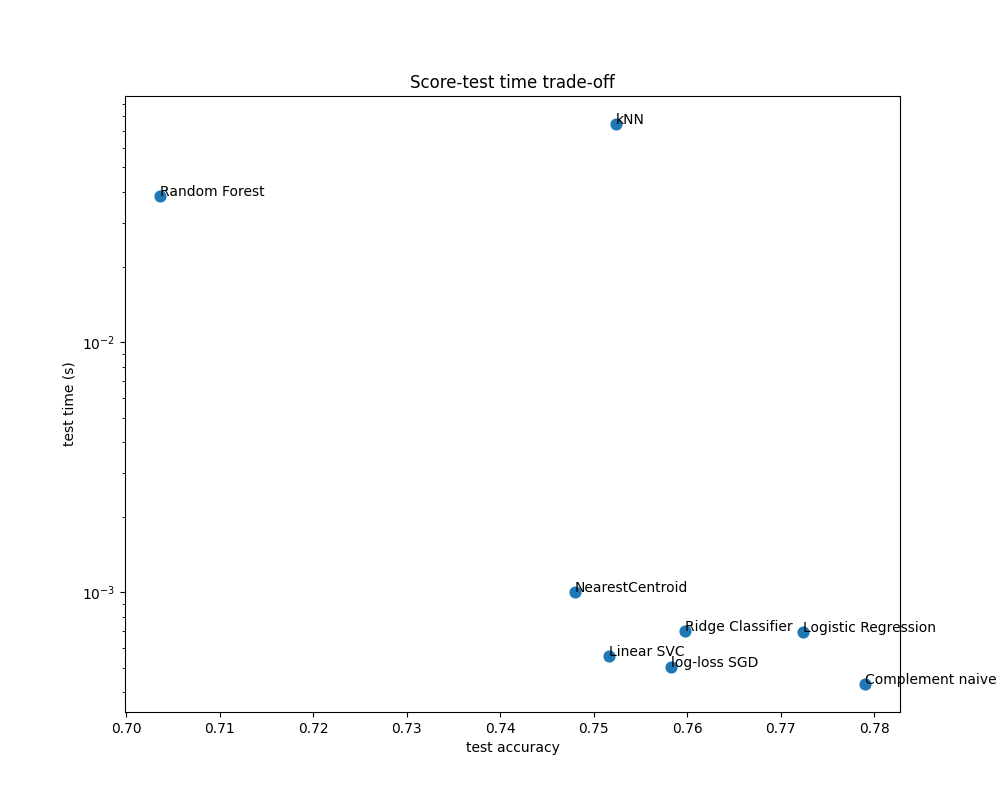 Score-test time trade-off
kNN
Random Forest
NearestCentroid
Ridge Classifier
Logistic Regression
Linear SVC
log-loss SGD
Complement naive
test time (s)
10⁻²
10⁻³
0.70 0.71 0.72 0.73 0.74 0.75 0.76 0.77 0.78
test accuracy